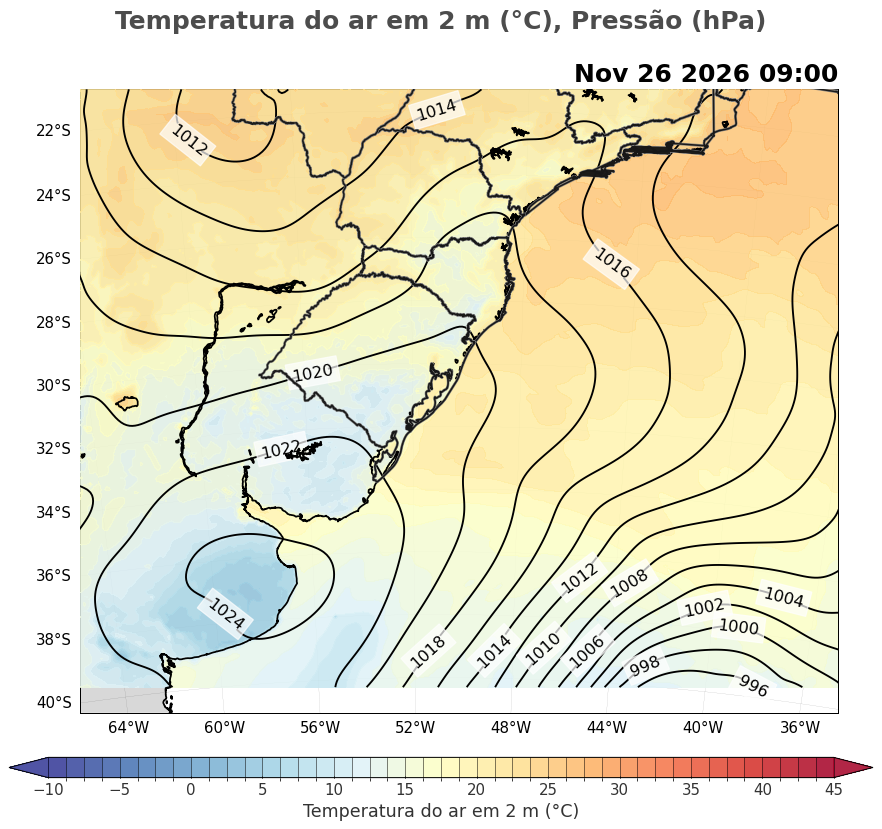 Temperatura do ar em 2 m (°C), Pressão (hPa)
Nov 26 2026 09:00
22°S
24°S
26°S
28°S
30°S
32°S
34°S
36°S
38°S
40°S
1012
1014
1016
1020
1022
1024
1018
1014
1010
1006
1012
1008
1002
1004
1000
998
996
64°W 60°W 56°W 52°W 48°W 44°W 40°W 36°W
−10 −5 0 5 10 15 20 25 30 35 40 45
Temperatura do ar em 2 m (°C)